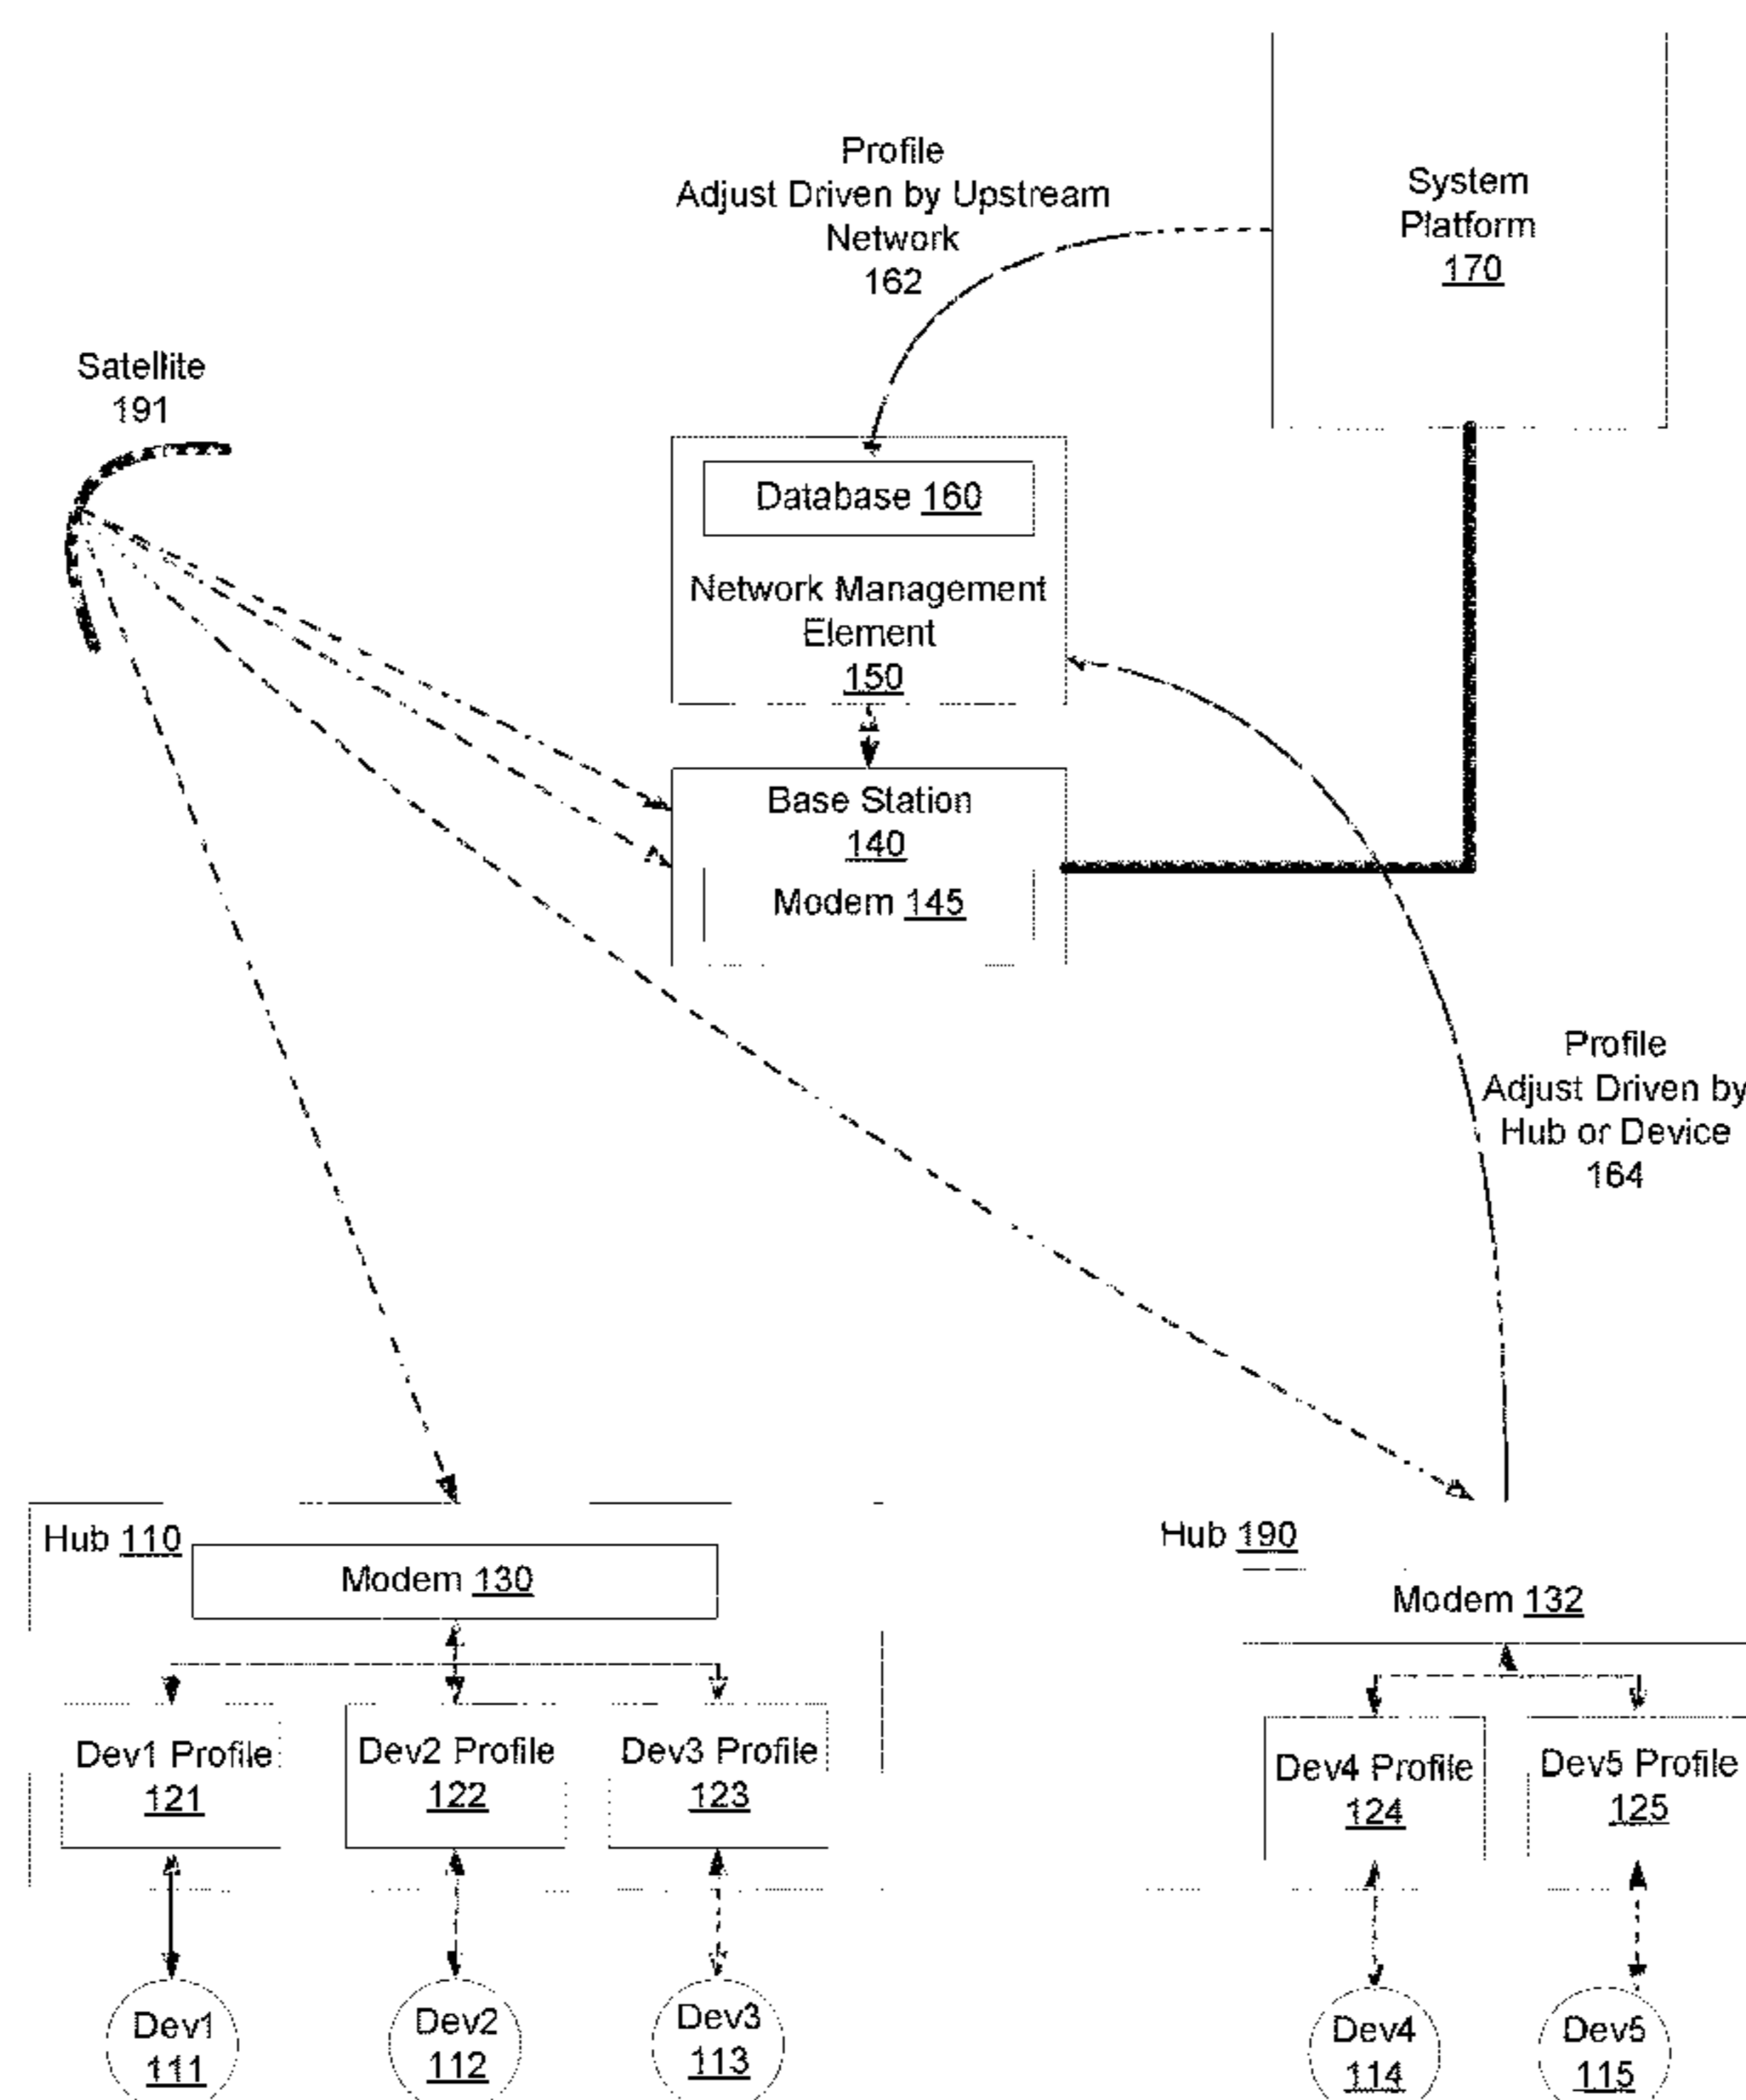 Profile
Adjust Driven by Upstream
Network
162
System
Platform
170
Satellite
191
Database 160
Network Management
Element
150
Base Station
140
Modem 145
Profile
Adjust Driven by
Hub or Device
164
Hub 110
Modem 130
Hub 190
Modem 132
Dev1 Profile
121
Dev2 Profile
122
Dev3 Profile
123
Dev4 Profile
124
Dev5 Profile
125
Dev1
111
Dev2
112
Dev3
113
Dev4
114
Dev5
115